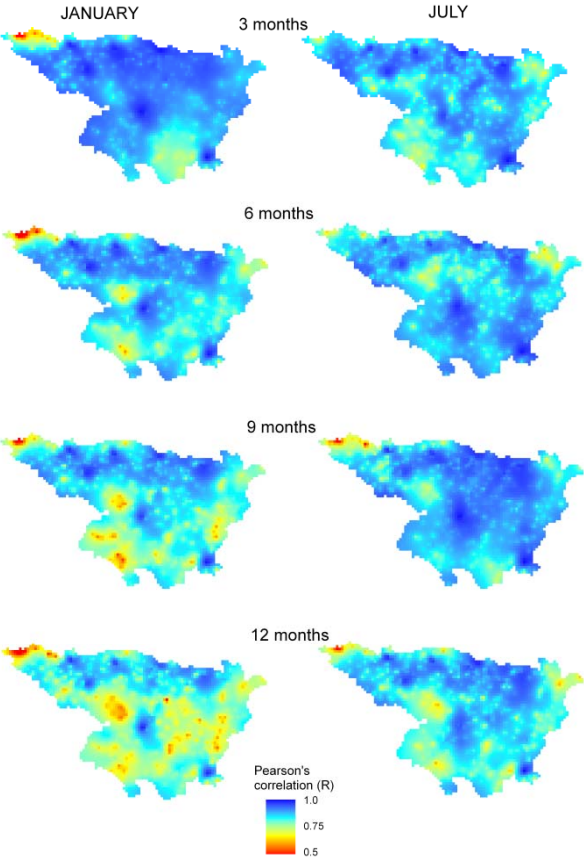 JANUARY
JULY
3 months
6 months
9 months
12 months
Pearson's
correlation (R)
1.0
0.75
0.5